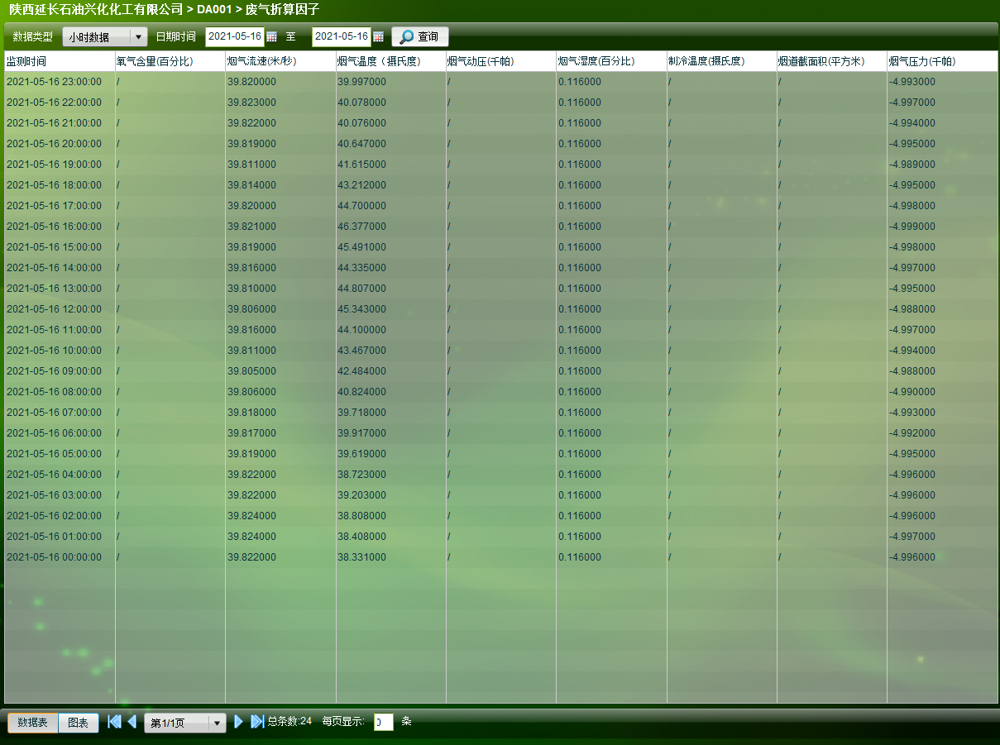 陕西延长石油兴化化工有限公司 > DA001 > 废气折算因子
数据类型 小时数据 日期时间 2021-05-16 至 2021-05-16 查询
监测时间 氧气含量(百分比) 烟气流速(米/秒) 烟气温度（摄氏度) 烟气动压(千帕) 烟气湿度(百分比) 制冷温度(摄氏度) 烟道截面积(平方米) 烟气压力(千帕)
2021-05-16 23:00:00 / 39.820000 39.997000 / 0.116000 / / -4.993000
2021-05-16 22:00:00 / 39.823000 40.078000 / 0.116000 / / -4.997000
2021-05-16 21:00:00 / 39.822000 40.076000 / 0.116000 / / -4.994000
2021-05-16 20:00:00 / 39.819000 40.647000 / 0.116000 / / -4.995000
2021-05-16 19:00:00 / 39.811000 41.615000 / 0.116000 / / -4.989000
2021-05-16 18:00:00 / 39.814000 43.212000 / 0.116000 / / -4.995000
2021-05-16 17:00:00 / 39.820000 44.700000 / 0.116000 / / -4.998000
2021-05-16 16:00:00 / 39.821000 46.377000 / 0.116000 / / -4.999000
2021-05-16 15:00:00 / 39.819000 45.491000 / 0.116000 / / -4.998000
2021-05-16 14:00:00 / 39.816000 44.335000 / 0.116000 / / -4.997000
2021-05-16 13:00:00 / 39.810000 44.807000 / 0.116000 / / -4.995000
2021-05-16 12:00:00 / 39.806000 45.343000 / 0.116000 / / -4.988000
2021-05-16 11:00:00 / 39.816000 44.100000 / 0.116000 / / -4.997000
2021-05-16 10:00:00 / 39.811000 43.467000 / 0.116000 / / -4.994000
2021-05-16 09:00:00 / 39.805000 42.484000 / 0.116000 / / -4.988000
2021-05-16 08:00:00 / 39.806000 40.824000 / 0.116000 / / -4.990000
2021-05-16 07:00:00 / 39.818000 39.718000 / 0.116000 / / -4.993000
2021-05-16 06:00:00 / 39.817000 39.917000 / 0.116000 / / -4.992000
2021-05-16 05:00:00 / 39.819000 39.619000 / 0.116000 / / -4.995000
2021-05-16 04:00:00 / 39.822000 38.723000 / 0.116000 / / -4.996000
2021-05-16 03:00:00 / 39.822000 39.203000 / 0.116000 / / -4.996000
2021-05-16 02:00:00 / 39.824000 38.808000 / 0.116000 / / -4.996000
2021-05-16 01:00:00 / 39.824000 38.408000 / 0.116000 / / -4.997000
2021-05-16 00:00:00 / 39.822000 38.331000 / 0.116000 / / -4.996000
数据表 图表 第1/1页 总条数:24 每页显示: 0 条